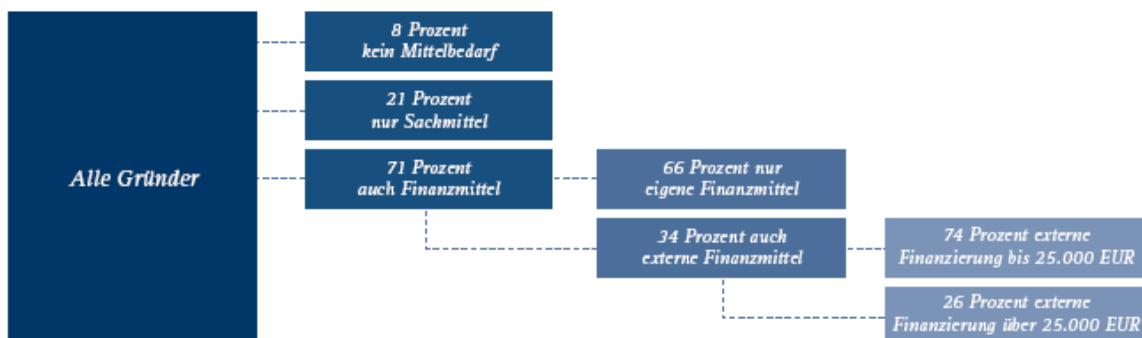 Alle Gründer
8 Prozent
kein Mittelbedarf
21 Prozent
nur Sachmittel
71 Prozent
auch Finanzmittel
66 Prozent nur
eigene Finanzmittel
34 Prozent auch
externe Finanzmittel
74 Prozent externe
Finanzierung bis 25.000 EUR
26 Prozent externe
Finanzierung über 25.000 EUR